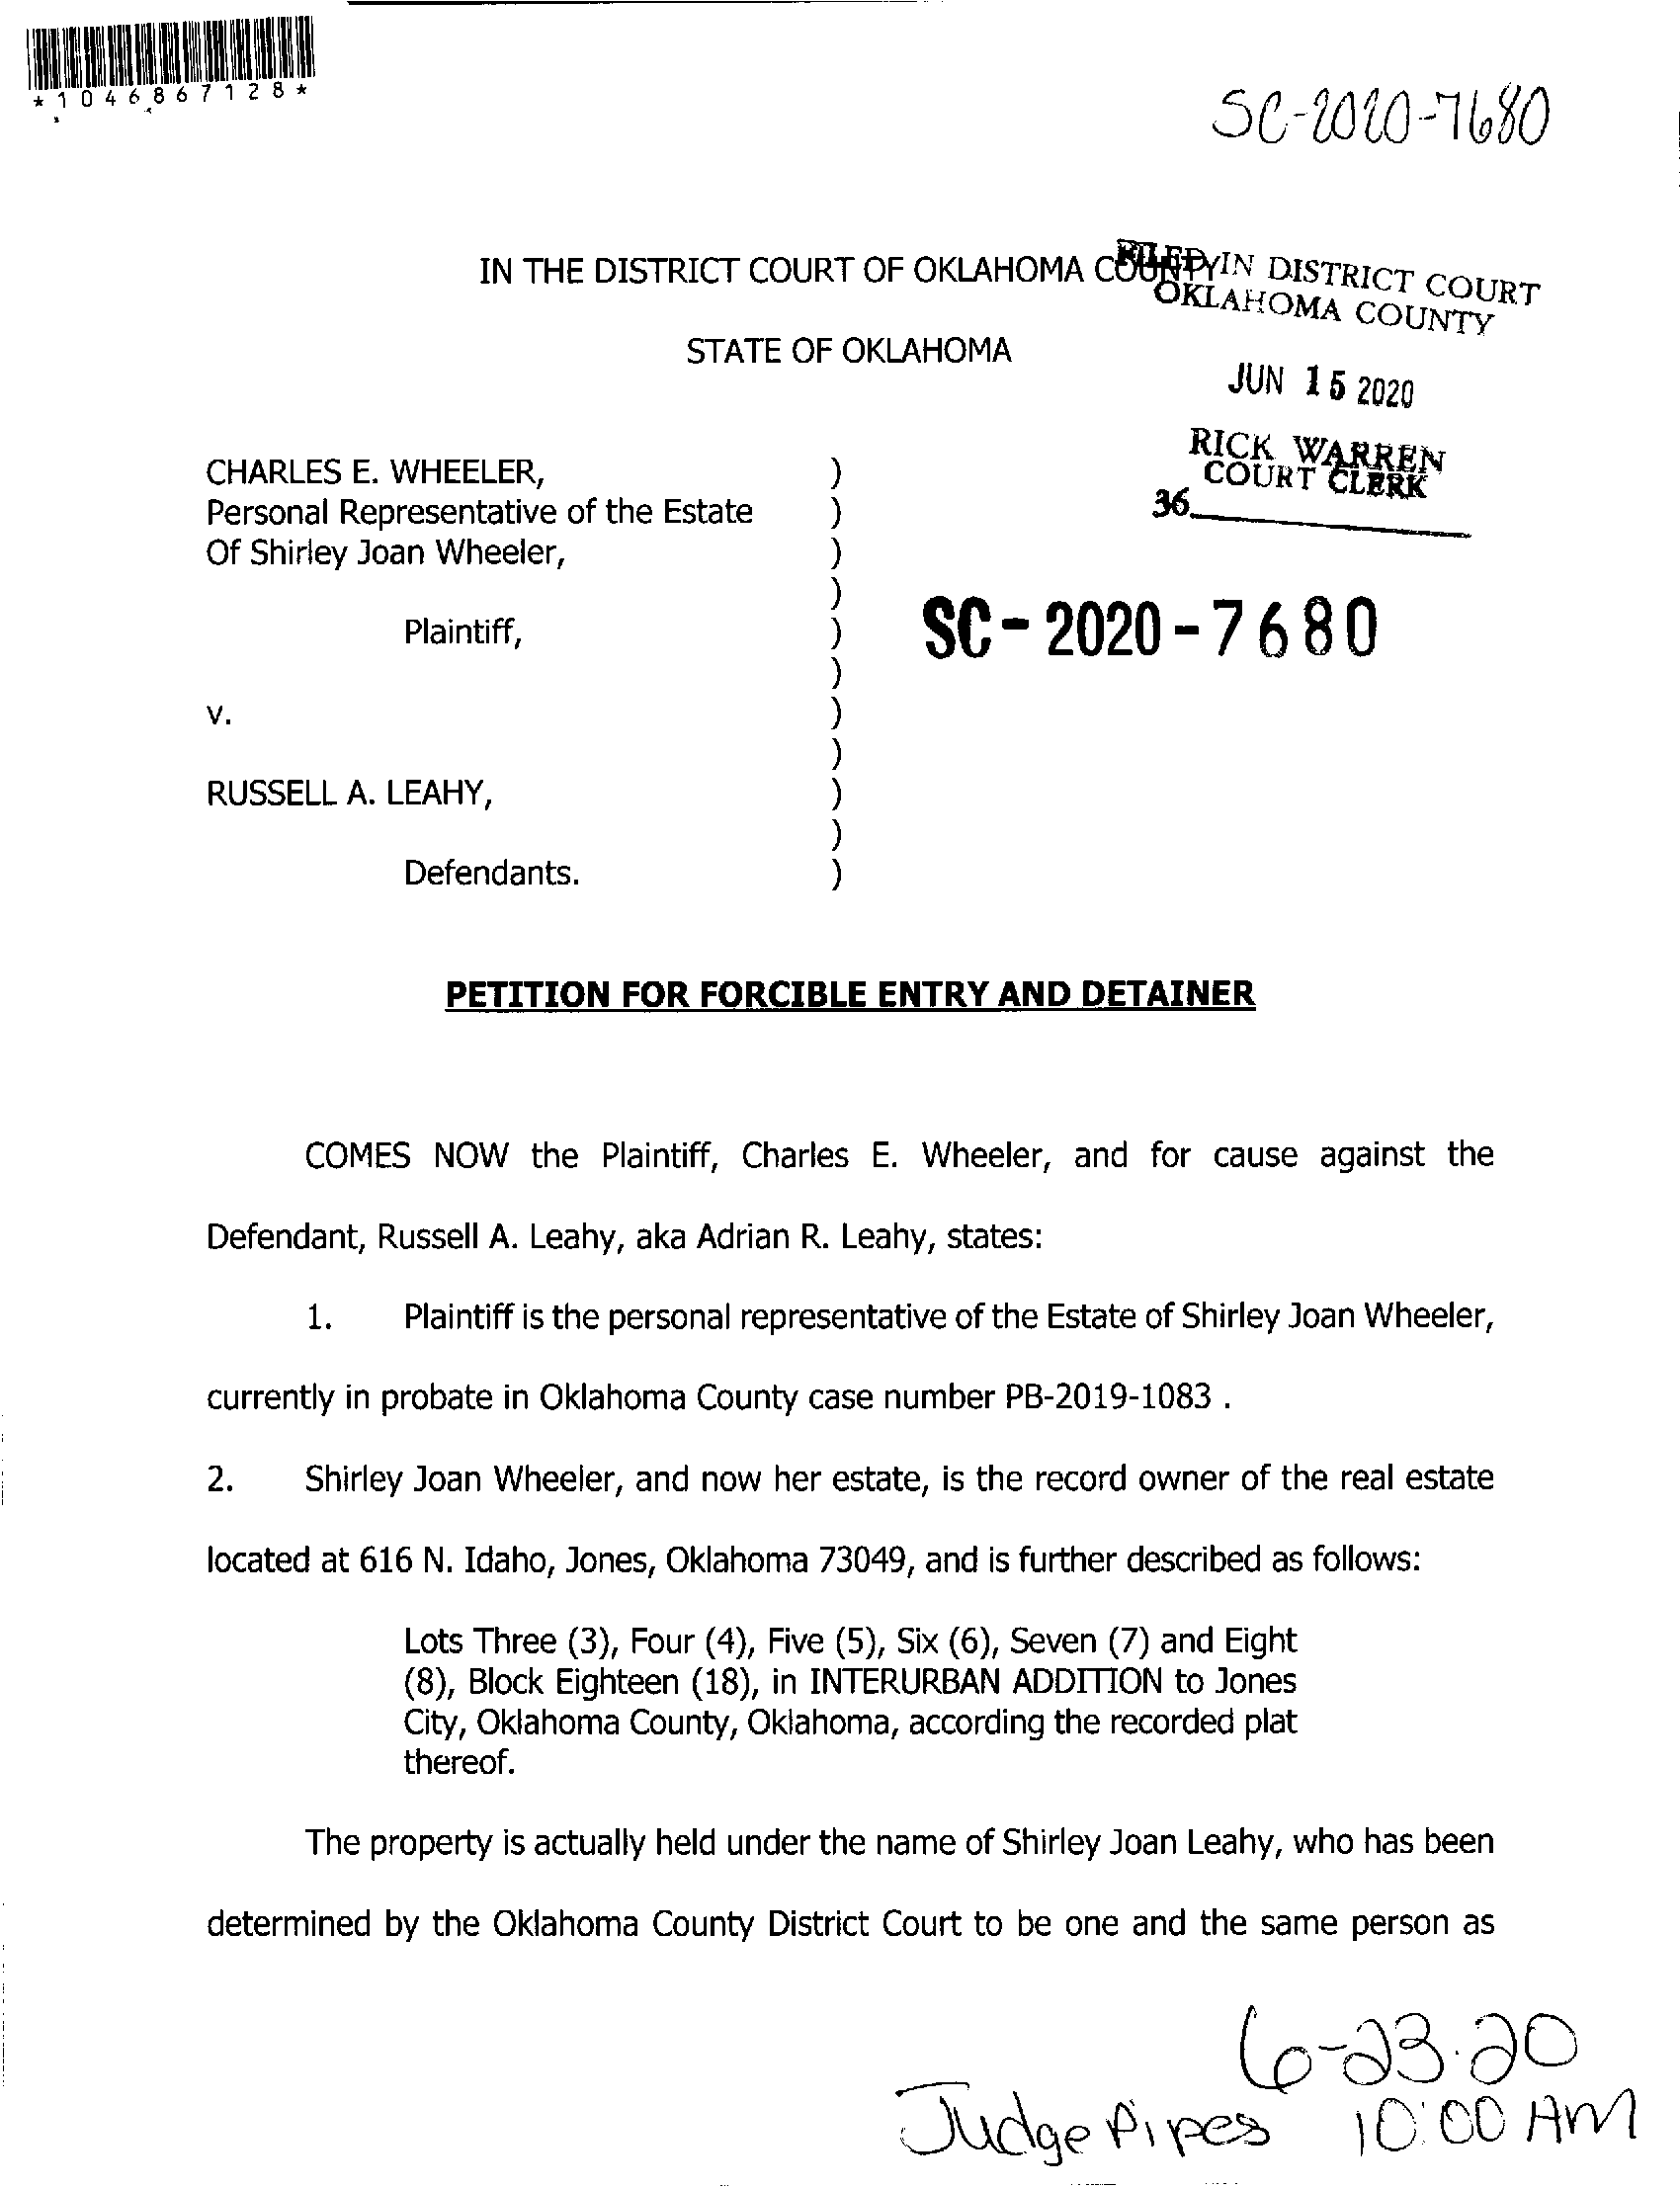 *1046867128*
SC-2020-7680
IN THE DISTRICT COURT OF OKLAHOMA COUNTY
FILED IN DISTRICT COURT
OKLAHOMA COUNTY
STATE OF OKLAHOMA
JUN 15 2020
RICK WARREN
COURT CLERK
36
CHARLES E. WHEELER, )
Personal Representative of the Estate )
Of Shirley Joan Wheeler, )
)
Plaintiff, )
SC-2020-7680
)
v. )
)
RUSSELL A. LEAHY, )
)
Defendants. )
PETITION FOR FORCIBLE ENTRY AND DETAINER
COMES NOW the Plaintiff, Charles E. Wheeler, and for cause against the
Defendant, Russell A. Leahy, aka Adrian R. Leahy, states:
1. Plaintiff is the personal representative of the Estate of Shirley Joan Wheeler,
currently in probate in Oklahoma County case number PB-2019-1083 .
2. Shirley Joan Wheeler, and now her estate, is the record owner of the real estate
located at 616 N. Idaho, Jones, Oklahoma 73049, and is further described as follows:
Lots Three (3), Four (4), Five (5), Six (6), Seven (7) and Eight
(8), Block Eighteen (18), in INTERURBAN ADDITION to Jones
City, Oklahoma County, Oklahoma, according the recorded plat
thereof.
The property is actually held under the name of Shirley Joan Leahy, who has been
determined by the Oklahoma County District Court to be one and the same person as
6-23-20
Judge Pipes 10:00 AM